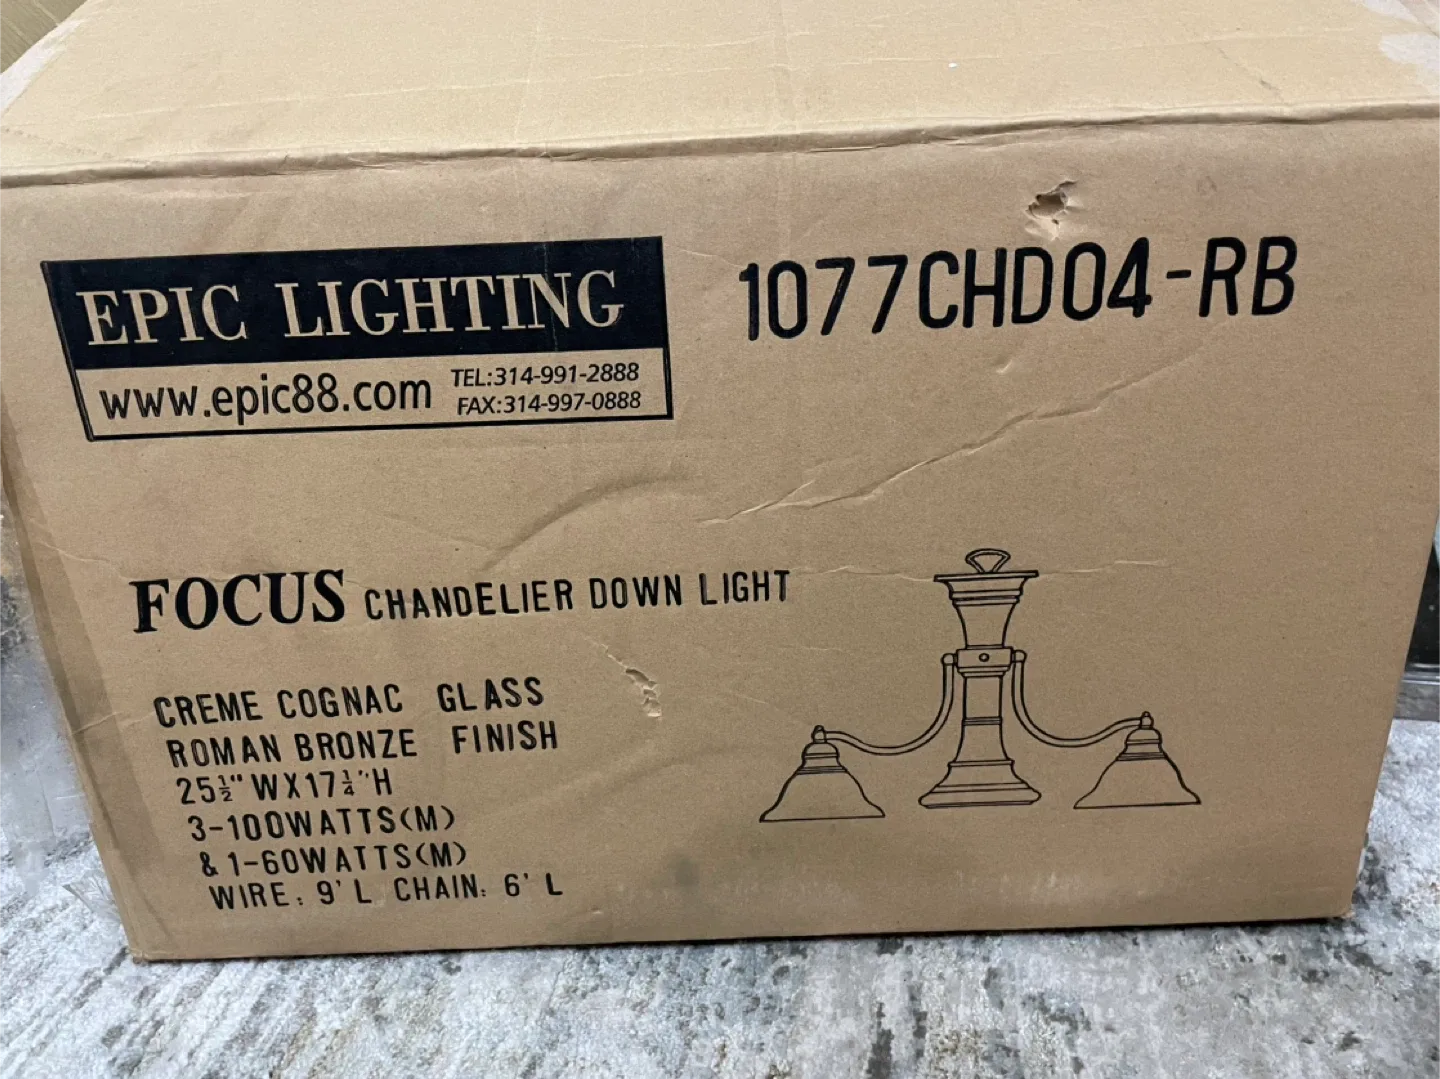 EPIC LIGHTING
www.epic88.com
TEL:314-991-2888
FAX:314-997-0888
1077CHD04-RB
FOCUS CHANDELIER DOWN LIGHT
CREME COGNAC GLASS
ROMAN BRONZE FINISH
25½"WX17¼"H
3-100WATTS(M)
& 1-60WATTS(M)
WIRE: 9' L CHAIN: 6' L